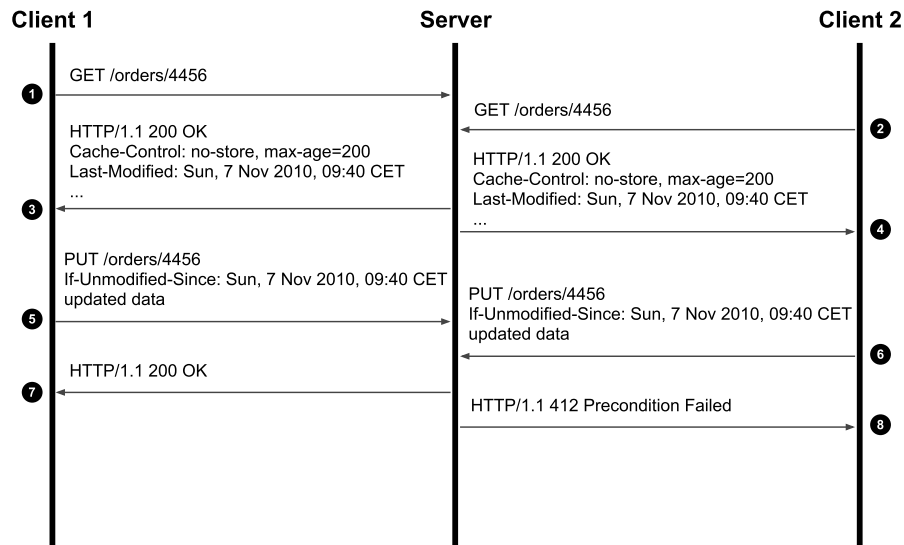 Client 1
Server
Client 2
GET /orders/4456
1
GET /orders/4456
2
HTTP/1.1 200 OK
Cache-Control: no-store, max-age=200
Last-Modified: Sun, 7 Nov 2010, 09:40 CET
...
3
HTTP/1.1 200 OK
Cache-Control: no-store, max-age=200
Last-Modified: Sun, 7 Nov 2010, 09:40 CET
...
4
PUT /orders/4456
If-Unmodified-Since: Sun, 7 Nov 2010, 09:40 CET
updated data
5
PUT /orders/4456
If-Unmodified-Since: Sun, 7 Nov 2010, 09:40 CET
updated data
6
HTTP/1.1 200 OK
7
HTTP/1.1 412 Precondition Failed
8